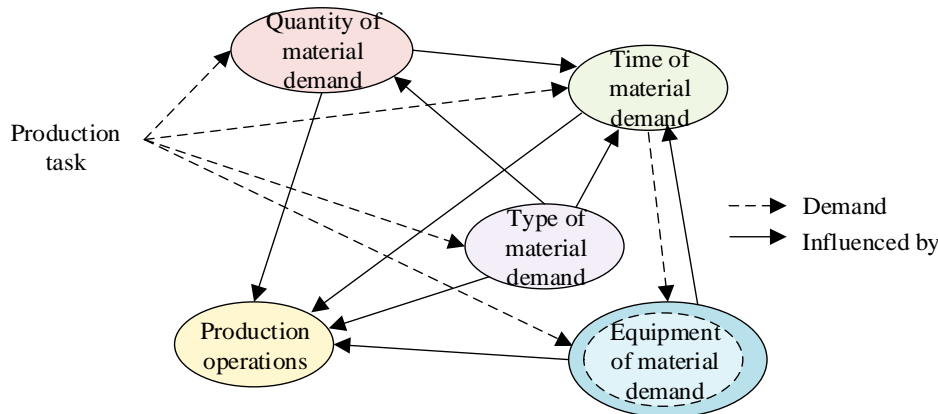 Quantity of
material
demand
Time of
material
demand
Production
task
Type of
material
demand
Demand
Influenced by
Production
operations
Equipment
of material
demand